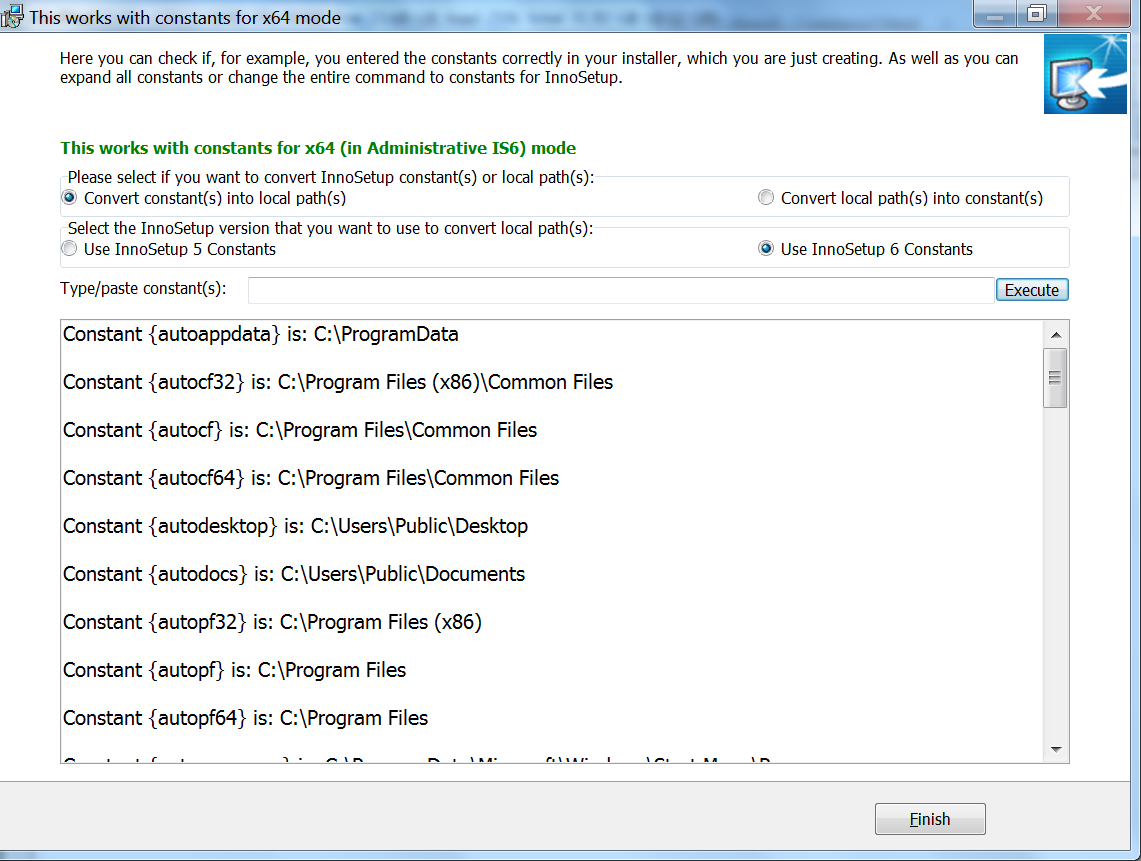 This works with constants for x64 mode
Here you can check if, for example, you entered the constants correctly in your installer, which you are just creating. As well as you can
expand all constants or change the entire command to constants for InnoSetup.
This works with constants for x64 (in Administrative IS6) mode
Please select if you want to convert InnoSetup constant(s) or local path(s):
Convert constant(s) into local path(s) Convert local path(s) into constant(s)
Select the InnoSetup version that you want to use to convert local path(s):
Use InnoSetup 5 Constants Use InnoSetup 6 Constants
Type/paste constant(s): Execute
Constant {autoappdata} is: C:\ProgramData
Constant {autocf32} is: C:\Program Files (x86)\Common Files
Constant {autocf} is: C:\Program Files\Common Files
Constant {autocf64} is: C:\Program Files\Common Files
Constant {autodesktop} is: C:\Users\Public\Desktop
Constant {autodocs} is: C:\Users\Public\Documents
Constant {autopf32} is: C:\Program Files (x86)
Constant {autopf} is: C:\Program Files
Constant {autopf64} is: C:\Program Files
Finish